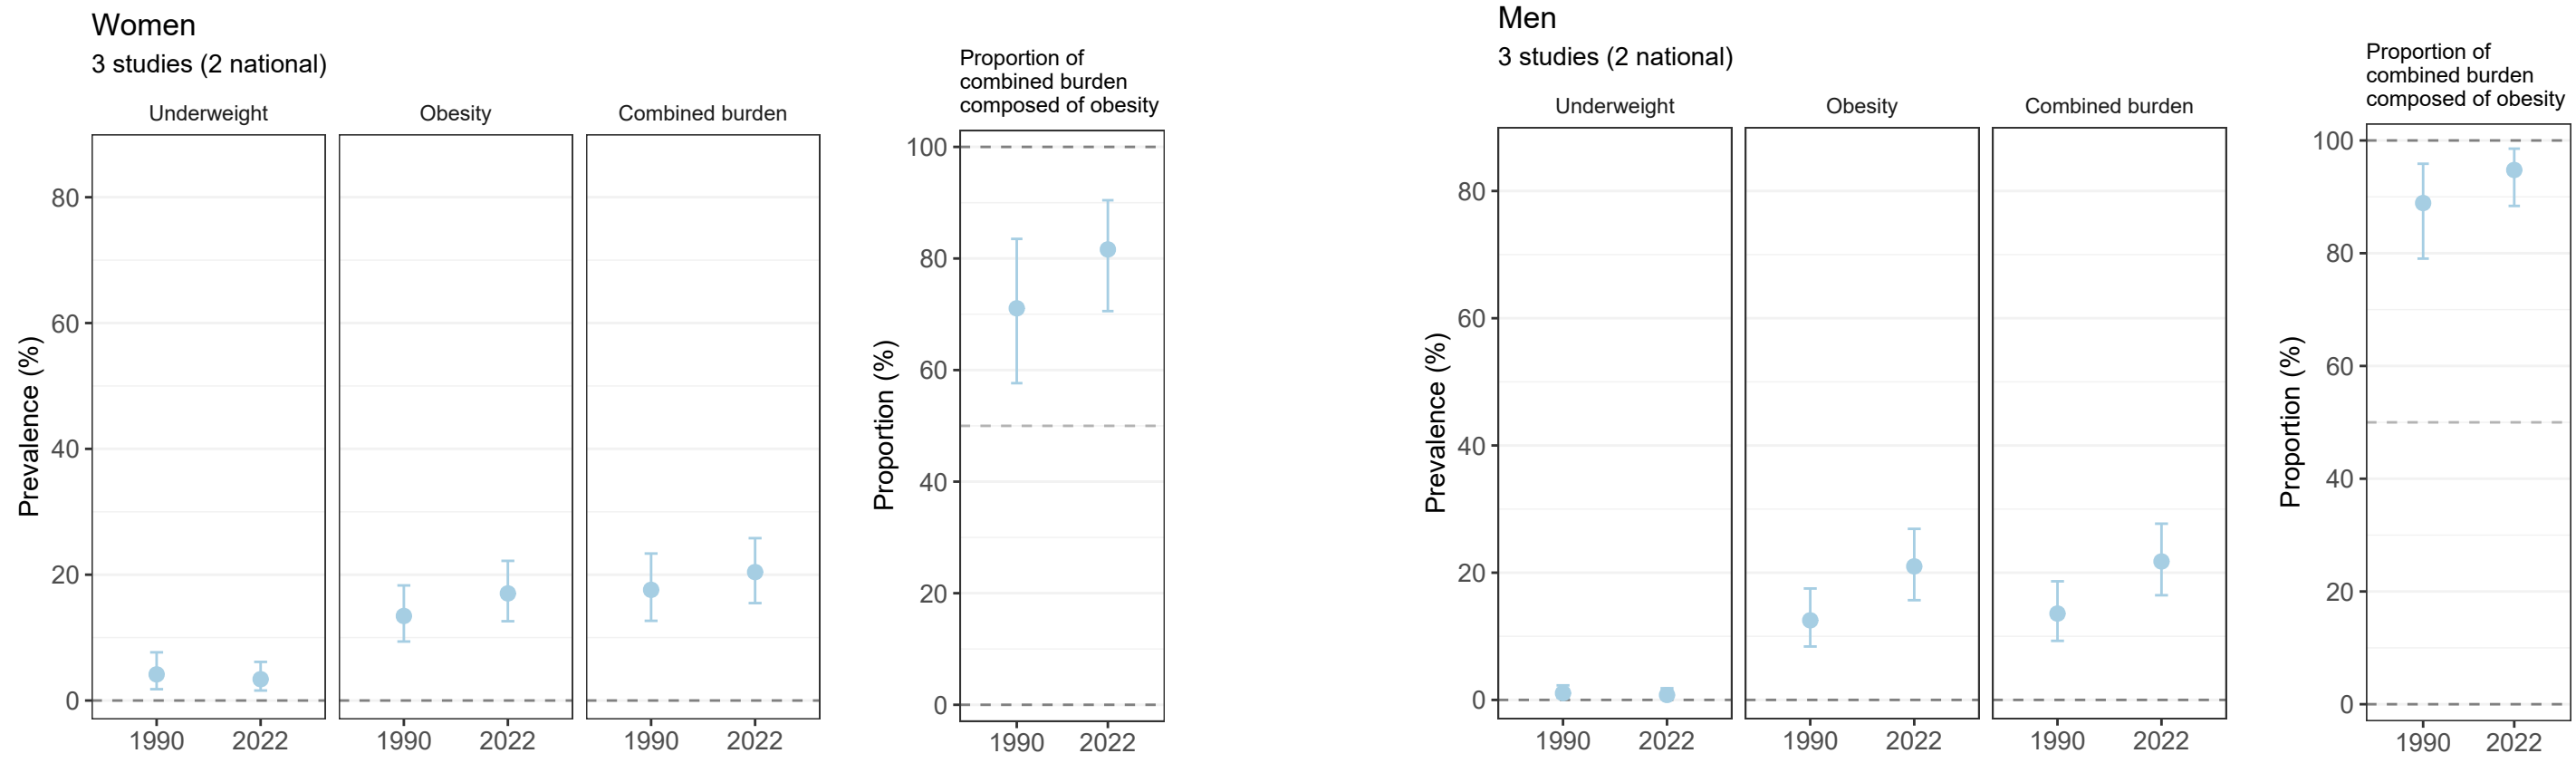 Women
3 studies (2 national)
Underweight
Obesity
Combined burden
Prevalence (%)
80
60
40
20
0
1990 2022
1990 2022
1990 2022
Proportion of
combined burden
composed of obesity
Proportion (%)
100
80
60
40
20
0
1990 2022
Men
3 studies (2 national)
Underweight
Obesity
Combined burden
Prevalence (%)
80
60
40
20
0
1990 2022
1990 2022
1990 2022
Proportion of
combined burden
composed of obesity
Proportion (%)
100
80
60
40
20
0
1990 2022